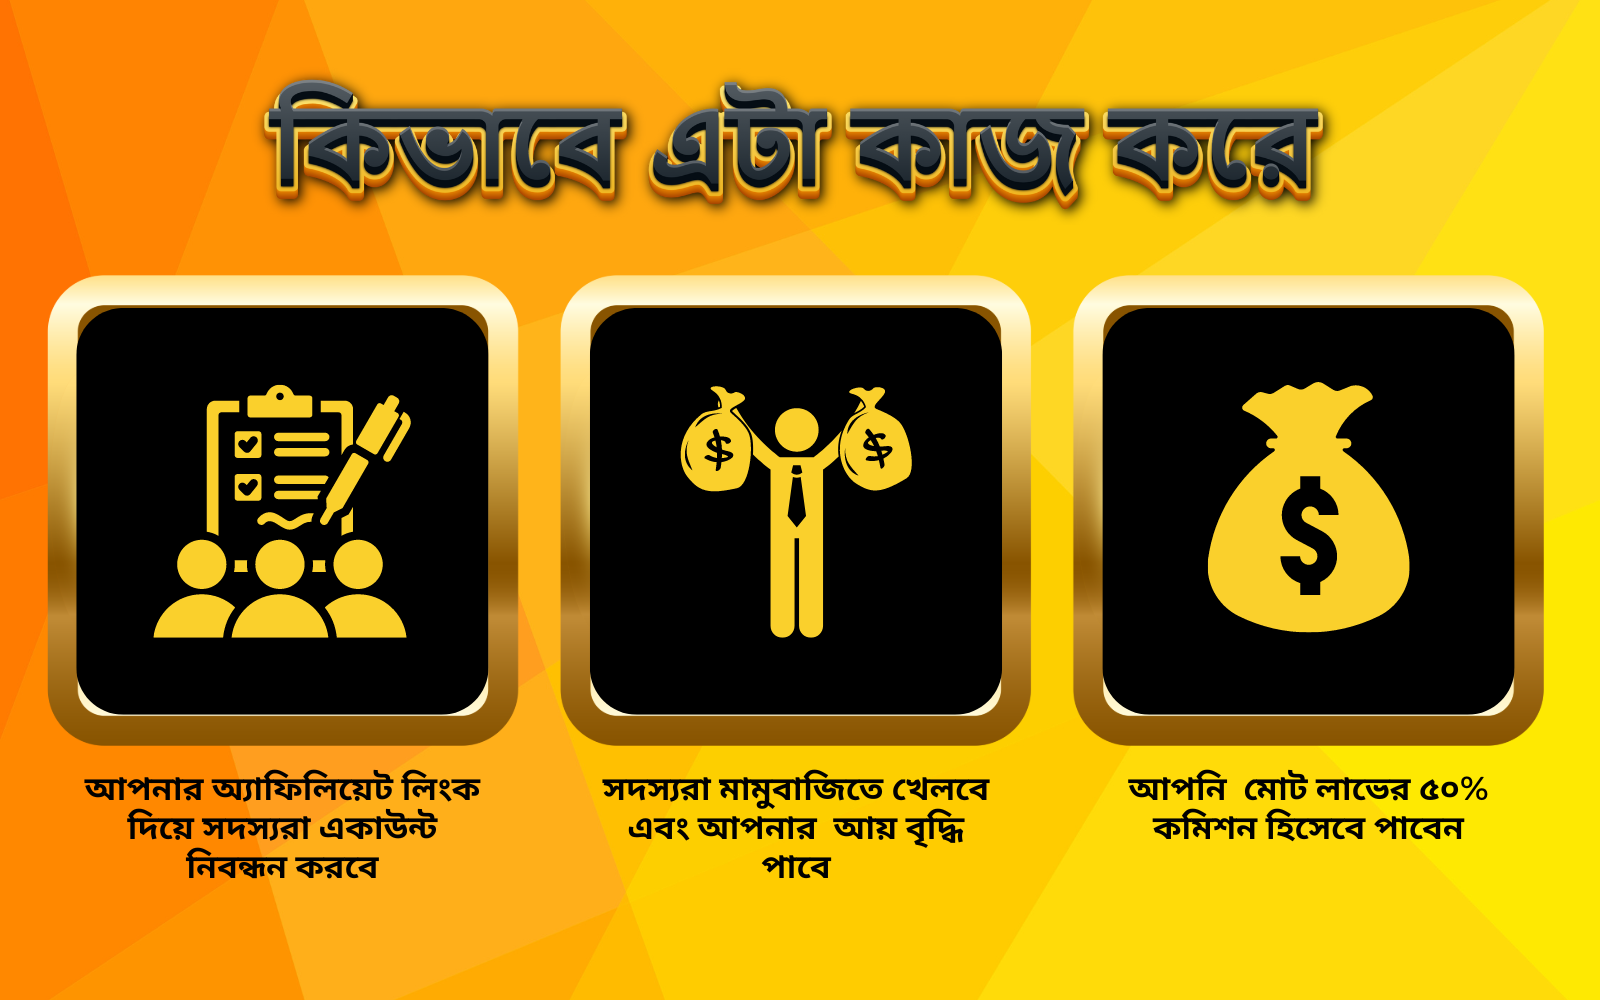 কিভাবে এটা কাজ করে
$ $
$
আপনার অ্যাফিলিয়েট লিংক
দিয়ে সদস্যরা একাউন্ট
নিবন্ধন করবে
সদস্যরা মামুবাজিতে খেলবে
এবং আপনার আয় বৃদ্ধি
পাবে
আপনি মোট লাভের ৫০%
কমিশন হিসেবে পাবেন